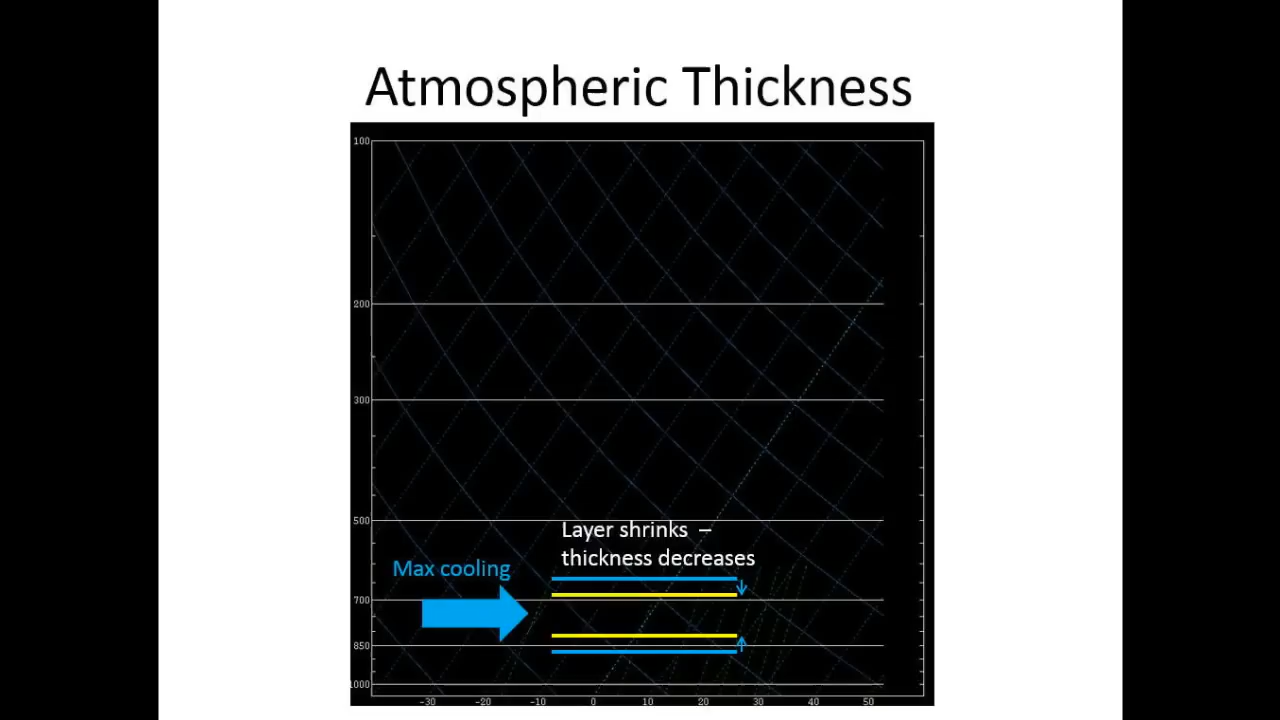 Atmospheric Thickness
100
200
300
500
Layer shrinks –
thickness decreases
Max cooling
700
850
1000
-30 -20 -10 0 10 20 30 40 50